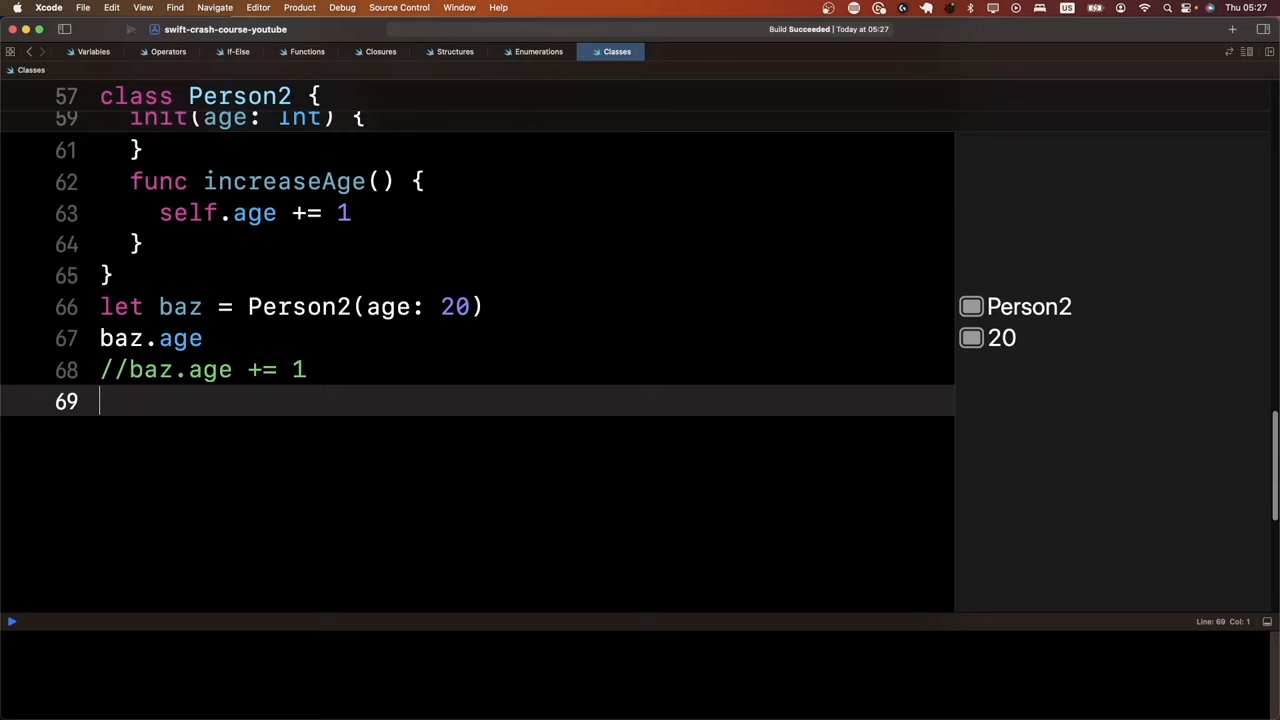 Xcode File Edit View Find Navigate Editor Product Debug Source Control Window Help US Thu 05:27
swift-crash-course-youtube Build Succeeded | Today at 05:27
Variables Operators If-Else Functions Closures Structures Enumerations Classes
Classes
57 class Person2 {
59 init(age: Int) {
61 }
62 func increaseAge() {
63 self.age += 1
64 }
65 }
66 let baz = Person2(age: 20) Person2
67 baz.age 20
68 //baz.age += 1
69
Line: 69 Col: 1